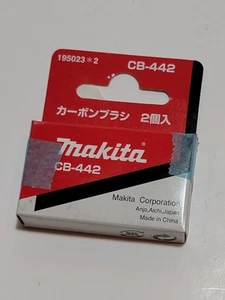 195023*2
CB-442
カーボンブラシ 2個入
makita
CB-442
Makita Corporation
Anjo,Aichi,Japan
Made in China